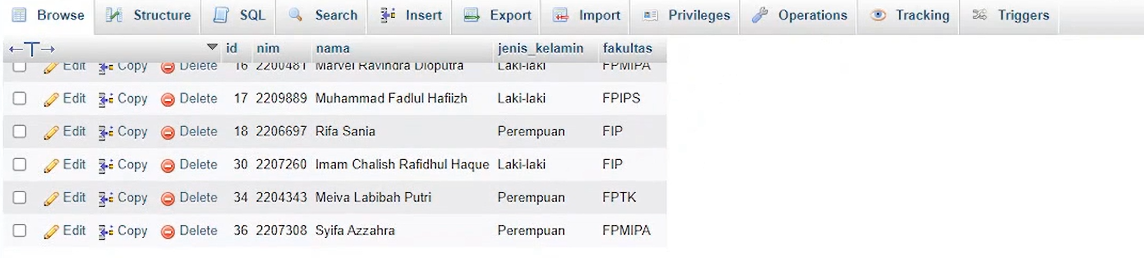 Browse Structure SQL Search Insert Export Import Privileges Operations Tracking Triggers
id nim nama jenis_kelamin fakultas
Edit Copy Delete 16 2200481 Marvel Ravindra Dioputra Laki-laki FPMIPA
Edit Copy Delete 17 2209889 Muhammad Fadlul Hafiizh Laki-laki FPIPS
Edit Copy Delete 18 2206697 Rifa Sania Perempuan FIP
Edit Copy Delete 30 2207260 Imam Chalish Rafidhul Haque Laki-laki FIP
Edit Copy Delete 34 2204343 Meiva Labibah Putri Perempuan FPTK
Edit Copy Delete 36 2207308 Syifa Azzahra Perempuan FPMIPA